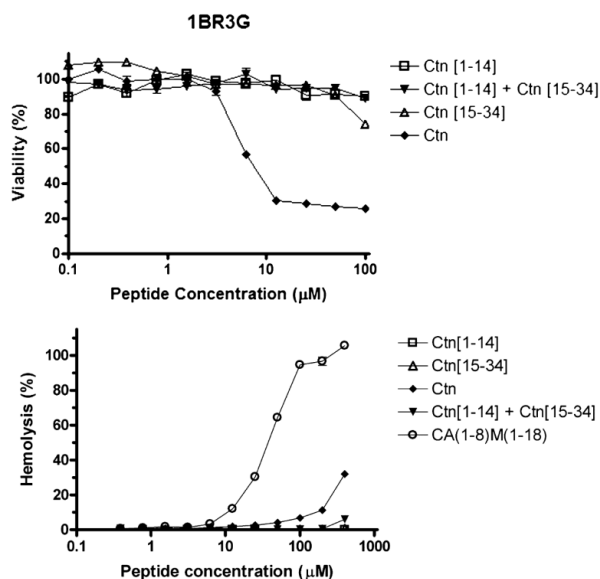 1BR3G
Viability (%)
100
80
60
40
20
0
0.1
1
10
100
Peptide Concentration (μM)
Ctn [1-14]
Ctn [1-14] + Ctn [15-34]
Ctn [15-34]
Ctn
Hemolysis (%)
100
80
60
40
20
0
0.1
1
10
100
1000
Peptide concentration (μM)
Ctn[1-14]
Ctn[15-34]
Ctn
Ctn[1-14] + Ctn[15-34]
CA(1-8)M(1-18)